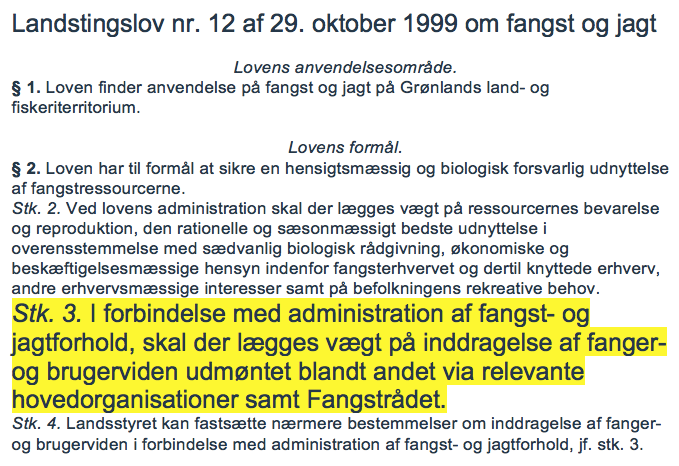 Landstingslov nr. 12 af 29. oktober 1999 om fangst og jagt
Lovens anvendelsesområde.
§ 1. Loven finder anvendelse på fangst og jagt på Grønlands land- og
fiskeriterritorium.
Lovens formål.
§ 2. Loven har til formål at sikre en hensigtsmæssig og biologisk forsvarlig udnyttelse
af fangstressourcerne.
Stk. 2. Ved lovens administration skal der lægges vægt på ressourcernes bevarelse
og reproduktion, den rationelle og sæsonmæssigt bedste udnyttelse i
overensstemmelse med sædvanlig biologisk rådgivning, økonomiske og
beskæftigelsesmæssige hensyn indenfor fangsterhvervet og dertil knyttede erhverv,
andre erhvervsmæssige interesser samt på befolkningens rekreative behov.
Stk. 3. I forbindelse med administration af fangst- og
jagtforhold, skal der lægges vægt på inddragelse af fanger-
og brugerviden udmøntet blandt andet via relevante
hovedorganisationer samt Fangstrådet.
Stk. 4. Landsstyret kan fastsætte nærmere bestemmelser om inddragelse af fanger-
og brugerviden i forbindelse med administration af fangst- og jagtforhold, jf. stk. 3.